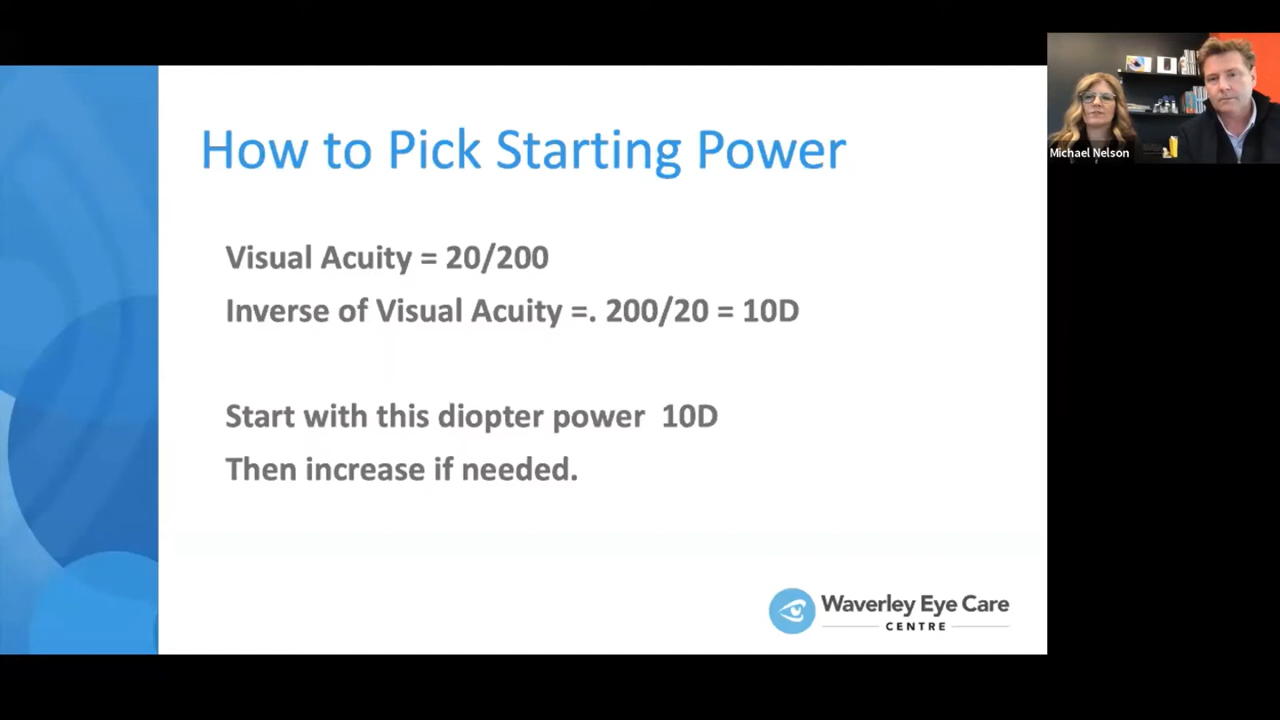 How to Pick Starting Power
Visual Acuity = 20/200
Inverse of Visual Acuity =. 200/20 = 10D
Start with this diopter power 10D
Then increase if needed.
Waverley Eye Care
CENTRE
Michael Nelson